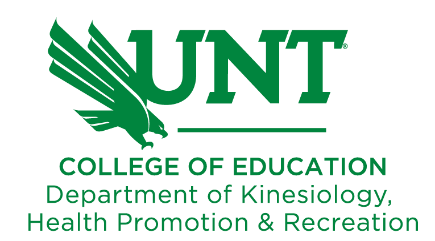 UNT®
COLLEGE OF EDUCATION
Department of Kinesiology,
Health Promotion & Recreation